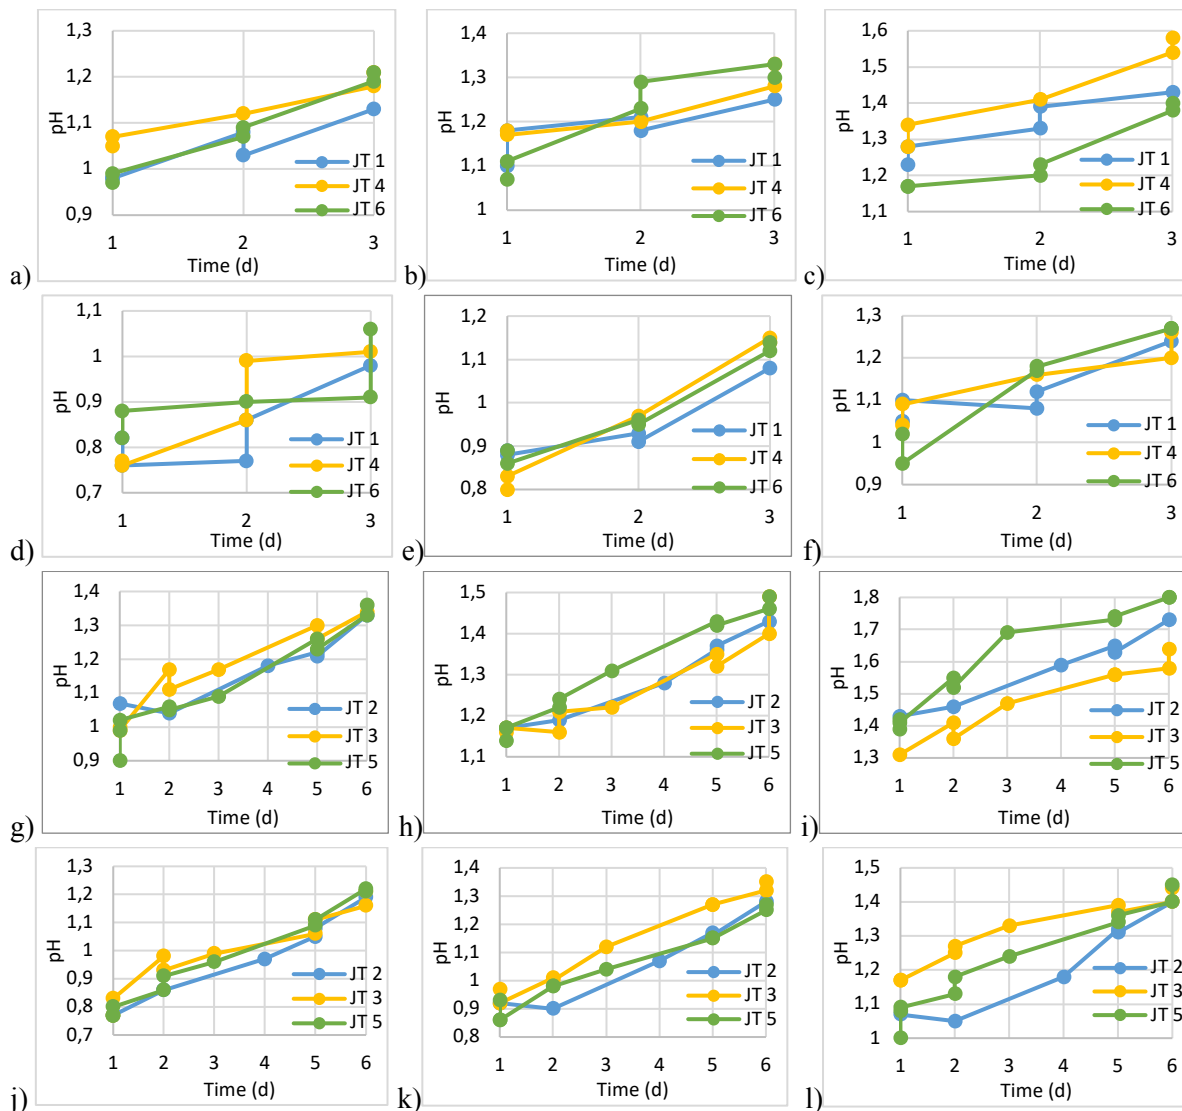 1,3
1,2
1,1
1
0,9
pH
JT 1
JT 4
JT 6
1 2 3
Time (d)
a)
1,4
1,3
1,2
1,1
1
pH
JT 1
JT 4
JT 6
1 2 3
Time (d)
b)
1,6
1,5
1,4
1,3
1,2
1,1
pH
JT 1
JT 4
JT 6
1 2 3
Time (d)
c)
1,1
1
0,9
0,8
0,7
pH
JT 1
JT 4
JT 6
1 2 3
Time (d)
d)
1,2
1,1
1
0,9
0,8
pH
JT 1
JT 4
JT 6
1 2 3
Time (d)
e)
1,3
1,2
1,1
1
0,9
pH
JT 1
JT 4
JT 6
1 2 3
Time (d)
f)
1,4
1,3
1,2
1,1
1
0,9
pH
JT 2
JT 3
JT 5
1 2 3 4 5 6
Time (d)
g)
1,5
1,4
1,3
1,2
1,1
pH
JT 2
JT 3
JT 5
1 2 3 4 5 6
Time (d)
h)
1,8
1,7
1,6
1,5
1,4
1,3
pH
JT 2
JT 3
JT 5
1 2 3 4 5 6
Time (d)
i)
1,3
1,2
1,1
1
0,9
0,8
0,7
pH
JT 2
JT 3
JT 5
1 2 3 4 5 6
Time (d)
j)
1,4
1,3
1,2
1,1
1
0,9
0,8
pH
JT 2
JT 3
JT 5
1 2 3 4 5 6
Time (d)
k)
1,5
1,4
1,3
1,2
1,1
1
pH
JT 2
JT 3
JT 5
1 2 3 4 5 6
Time (d)
l)